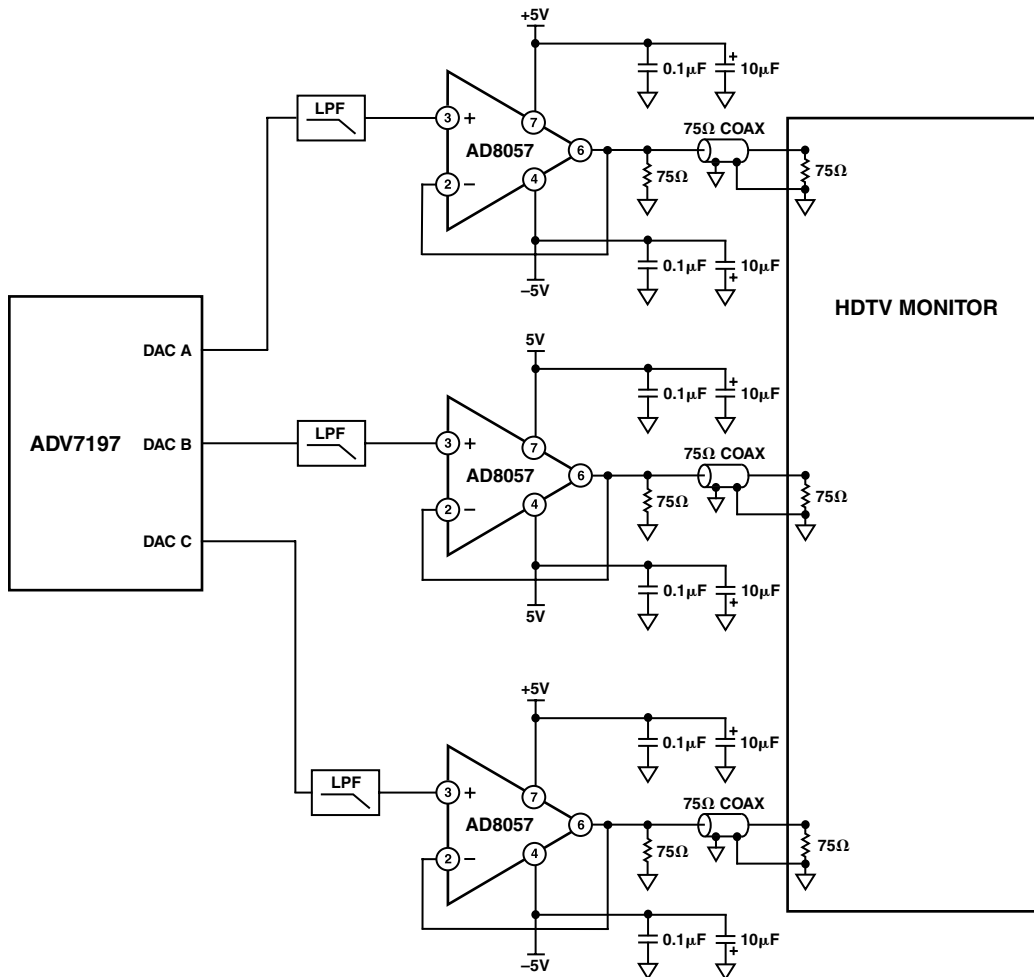 +5V
0.1μF
10μF
+
LPF
3
+
7
AD8057
6
2
−
4
75Ω
75Ω COAX
75Ω
0.1μF
10μF
+
−5V
HDTV MONITOR
ADV7197
DAC A
DAC B
DAC C
5V
0.1μF
10μF
+
LPF
3
+
7
AD8057
6
2
−
4
75Ω
75Ω COAX
75Ω
0.1μF
10μF
+
5V
+5V
0.1μF
10μF
+
LPF
3
+
7
AD8057
6
2
−
4
75Ω
75Ω COAX
75Ω
0.1μF
10μF
+
−5V